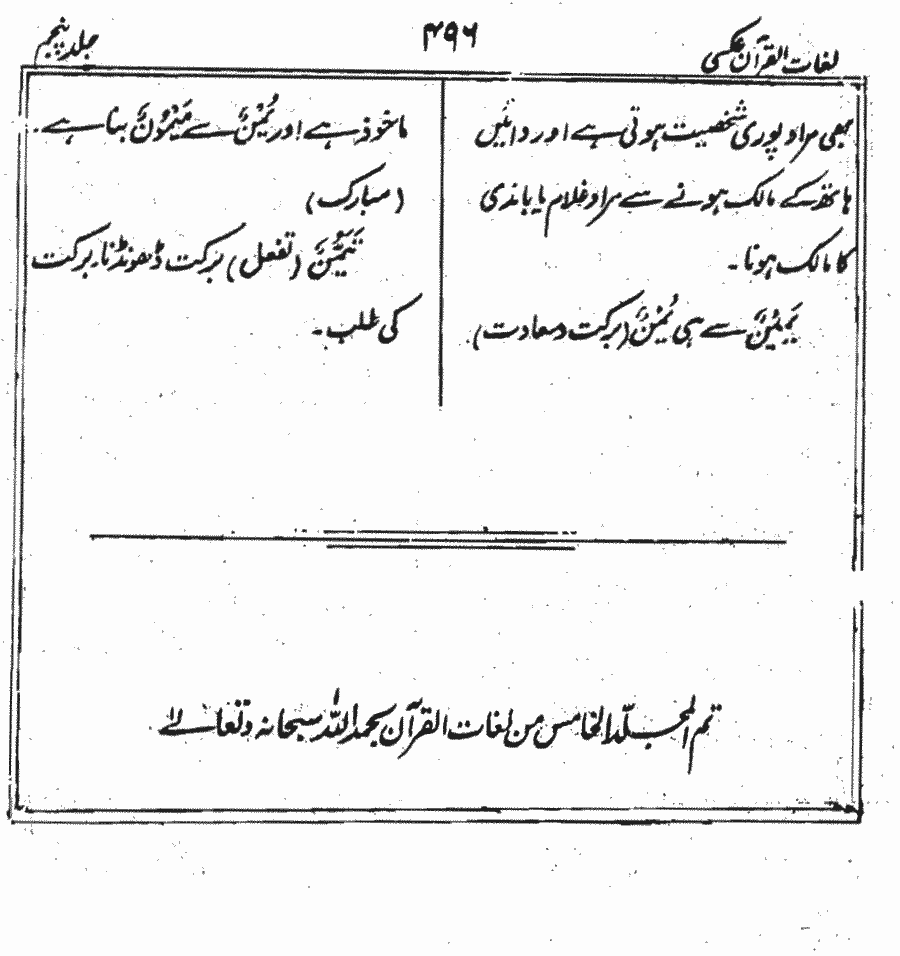 لغات القرآن عکسی
۴۹۶
جلد پنجم
بھی مراد پوری شخصیت ہوتی ہے اور دائیں
ہاتھ کے مالک ہونے سے مراد غلام یا باندی
کا مالک ہونا۔
یَمِیْنٌ سے ہی یُمْنٌ (برکت و سعادت)
ماخوذ ہے اور یُمْنٌ سے مَیْمُوْنٌ بنا ہے۔
(مبارک)
تَیَمُّنٌ (تفعل) برکت ڈھونڈنا۔ برکت
کی طلب۔
تم المجلّد الخامس من لغات القرآن بحمد اللہ سبحانہ وتعالےٰ